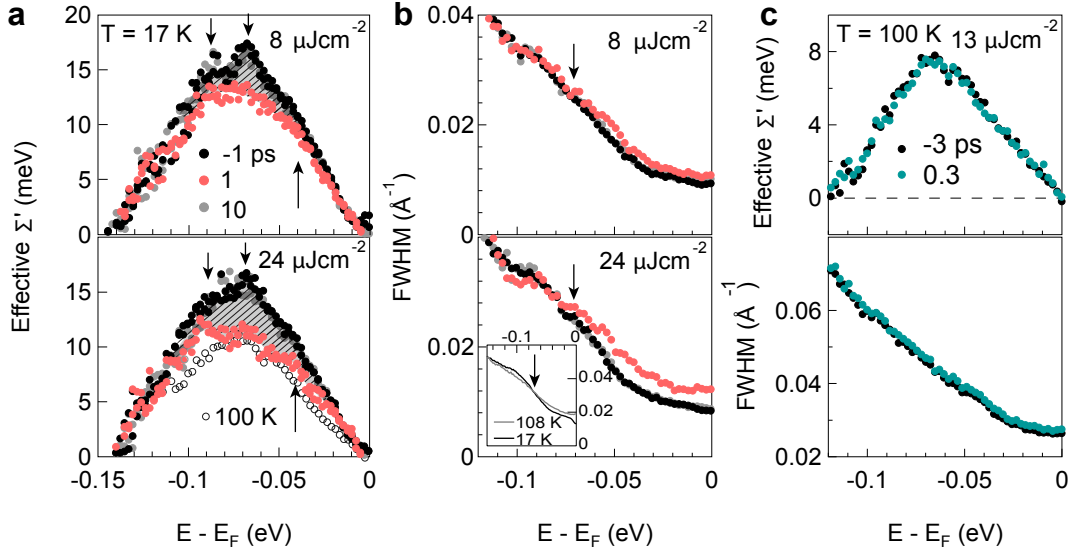 a
T = 17 K
8 μJcm-2
-1 ps
1
10
20
15
10
5
0
24 μJcm-2
100 K
15
10
5
0
-0.15
-0.10
-0.05
0
Effective Σ' (meV)
E - EF (eV)
b
8 μJcm-2
0.04
0.02
0
24 μJcm-2
0.02
0
-0.1
0
0.04
0.02
0
108 K
17 K
-0.1
-0.05
0
FWHM (Å-1)
E - EF (eV)
c
T = 100 K
13 μJcm-2
-3 ps
0.3
8
4
0
Effective Σ' (meV)
0.06
0.04
0.02
FWHM (Å-1)
-0.1
-0.05
0
E - EF (eV)